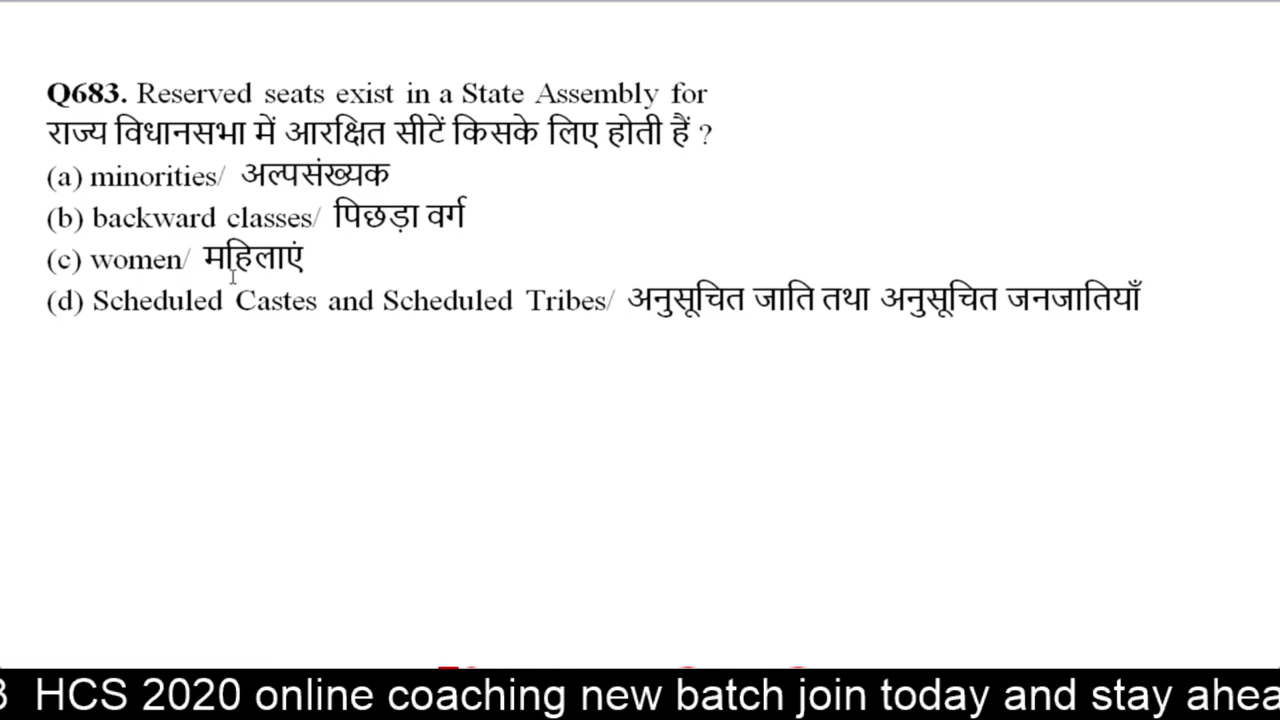 Q683. Reserved seats exist in a State Assembly for
राज्य विधानसभा में आरक्षित सीटें किसके लिए होती हैं ?
(a) minorities/ अल्पसंख्यक
(b) backward classes/ पिछड़ा वर्ग
(c) women/ महिलाएं
(d) Scheduled Castes and Scheduled Tribes/ अनुसूचित जाति तथा अनुसूचित जनजातियाँ
HCS 2020 online coaching new batch join today and stay